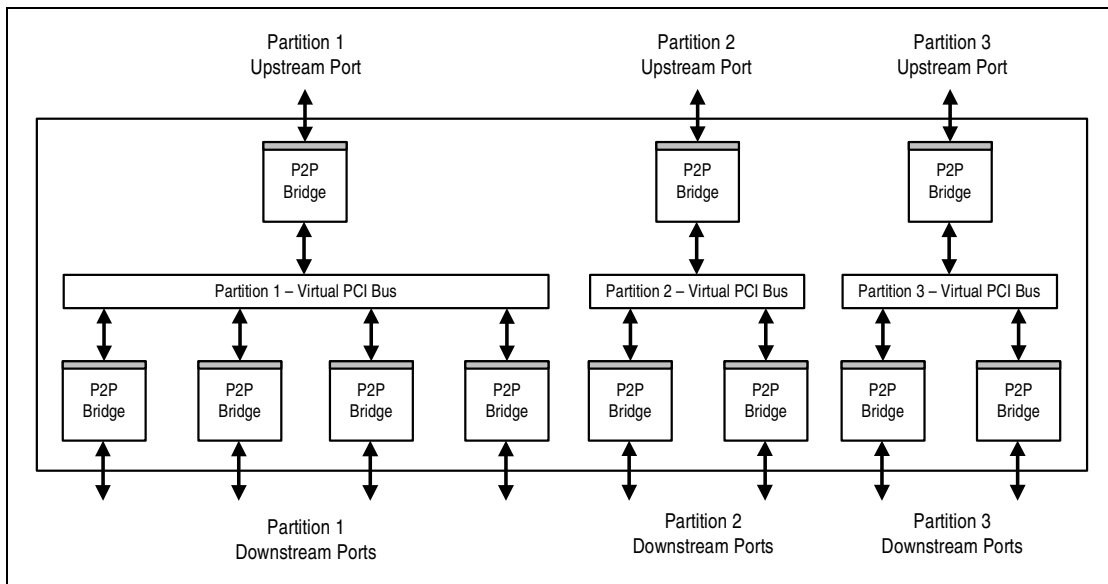 Partition 1
Upstream Port
Partition 2
Upstream Port
Partition 3
Upstream Port
P2P
Bridge
P2P
Bridge
P2P
Bridge
Partition 1 – Virtual PCI Bus
Partition 2 – Virtual PCI Bus
Partition 3 – Virtual PCI Bus
P2P
Bridge
P2P
Bridge
P2P
Bridge
P2P
Bridge
P2P
Bridge
P2P
Bridge
P2P
Bridge
P2P
Bridge
Partition 1
Downstream Ports
Partition 2
Downstream Ports
Partition 3
Downstream Ports